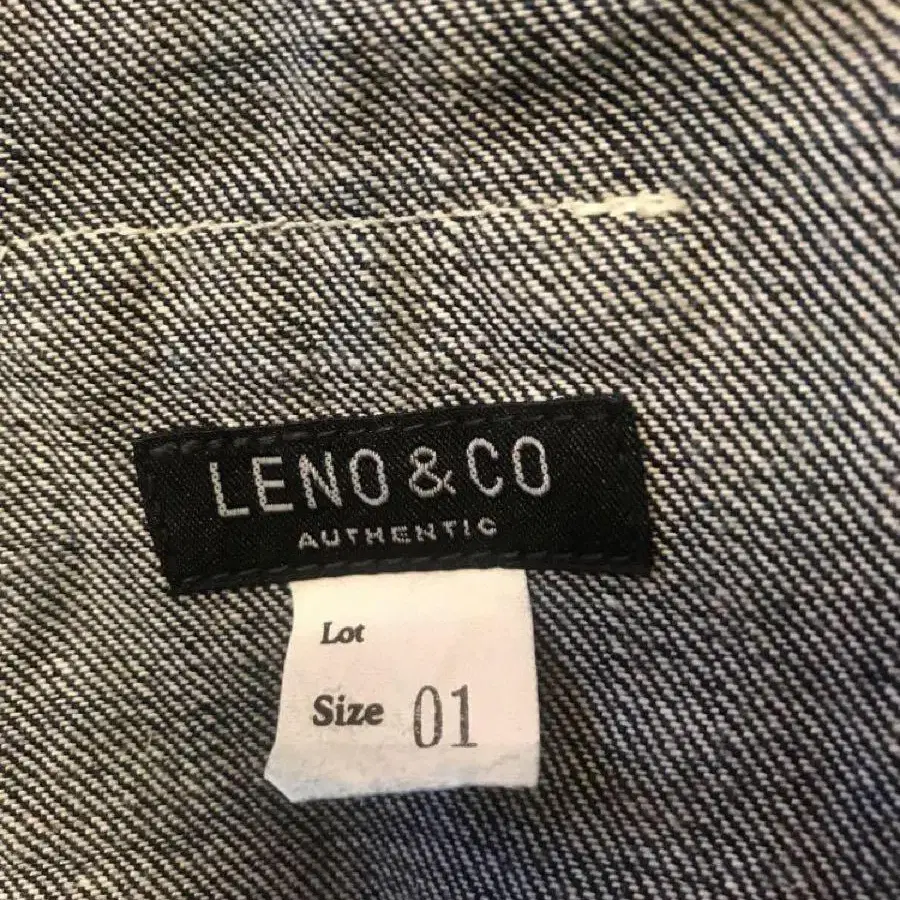 LENO & CO
AUTHENTIC
Lot
Size 01